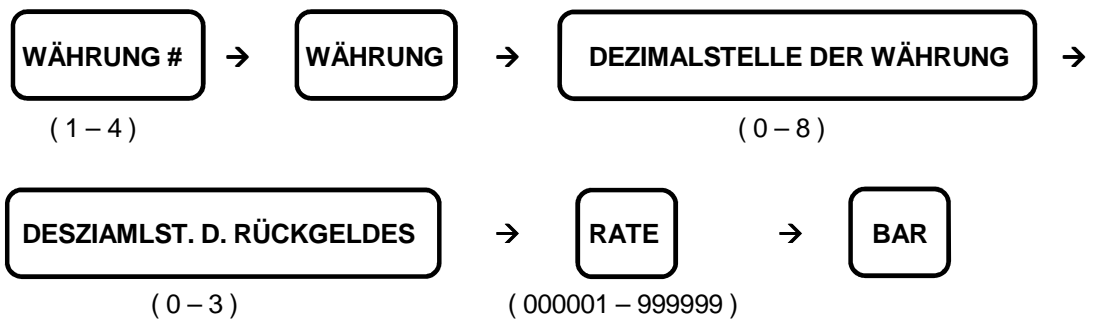 WÄHRUNG # → WÄHRUNG → DEZIMALSTELLE DER WÄHRUNG →
( 1 – 4 ) ( 0 – 8 )
DESZIAMLST. D. RÜCKGELDES → RATE → BAR
( 0 – 3 ) ( 000001 – 999999 )